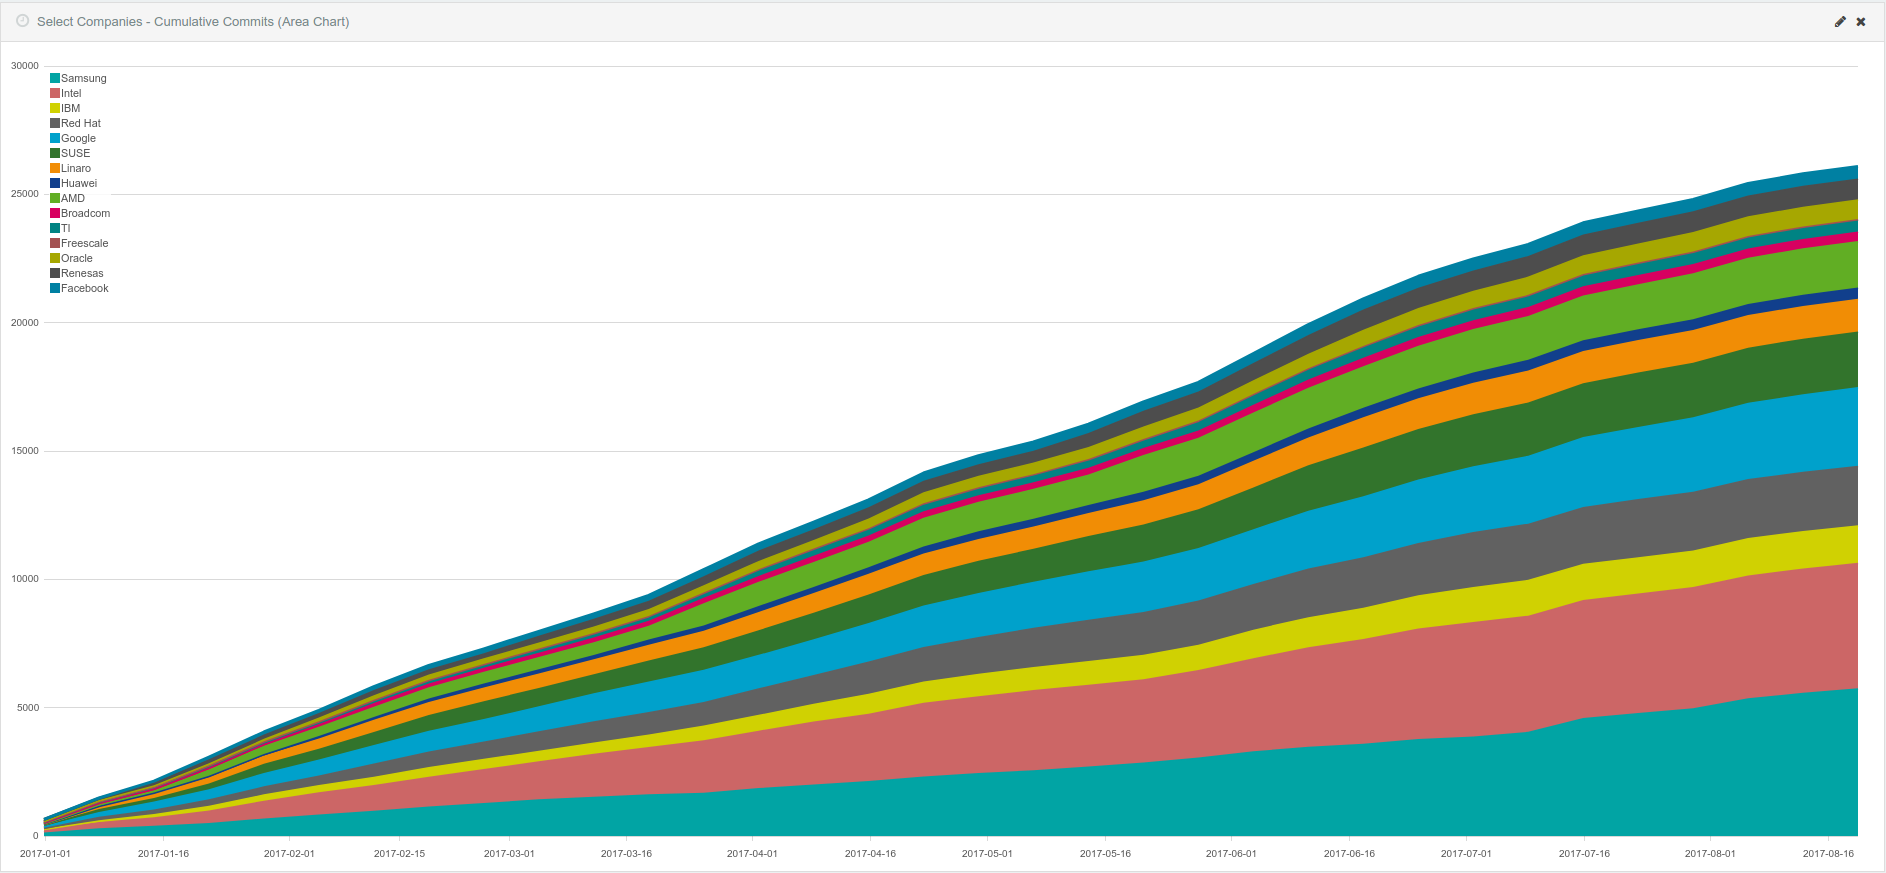 Select Companies - Cumulative Commits (Area Chart)
30000
25000
20000
15000
10000
5000
0
Samsung
Intel
IBM
Red Hat
Google
SUSE
Linaro
Huawei
AMD
Broadcom
TI
Freescale
Oracle
Renesas
Facebook
2017-01-01 2017-01-16 2017-02-01 2017-02-15 2017-03-01 2017-03-16 2017-04-01 2017-04-16 2017-05-01 2017-05-16 2017-06-01 2017-06-16 2017-07-01 2017-07-16 2017-08-01 2017-08-16